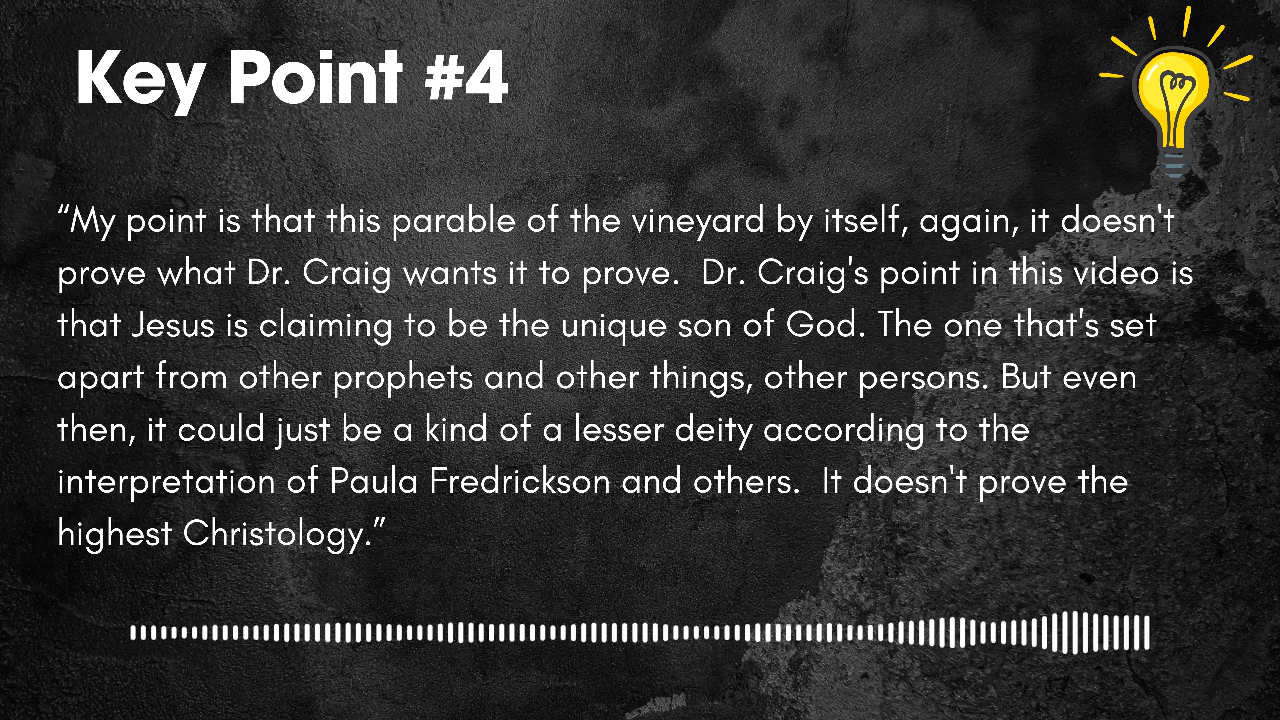 Key Point #4
“My point is that this parable of the vineyard by itself, again, it doesn't
prove what Dr. Craig wants it to prove.  Dr. Craig's point in this video is
that Jesus is claiming to be the unique son of God. The one that's set
apart from other prophets and other things, other persons. But even
then, it could just be a kind of a lesser deity according to the
interpretation of Paula Fredrickson and others.  It doesn't prove the
highest Christology.”